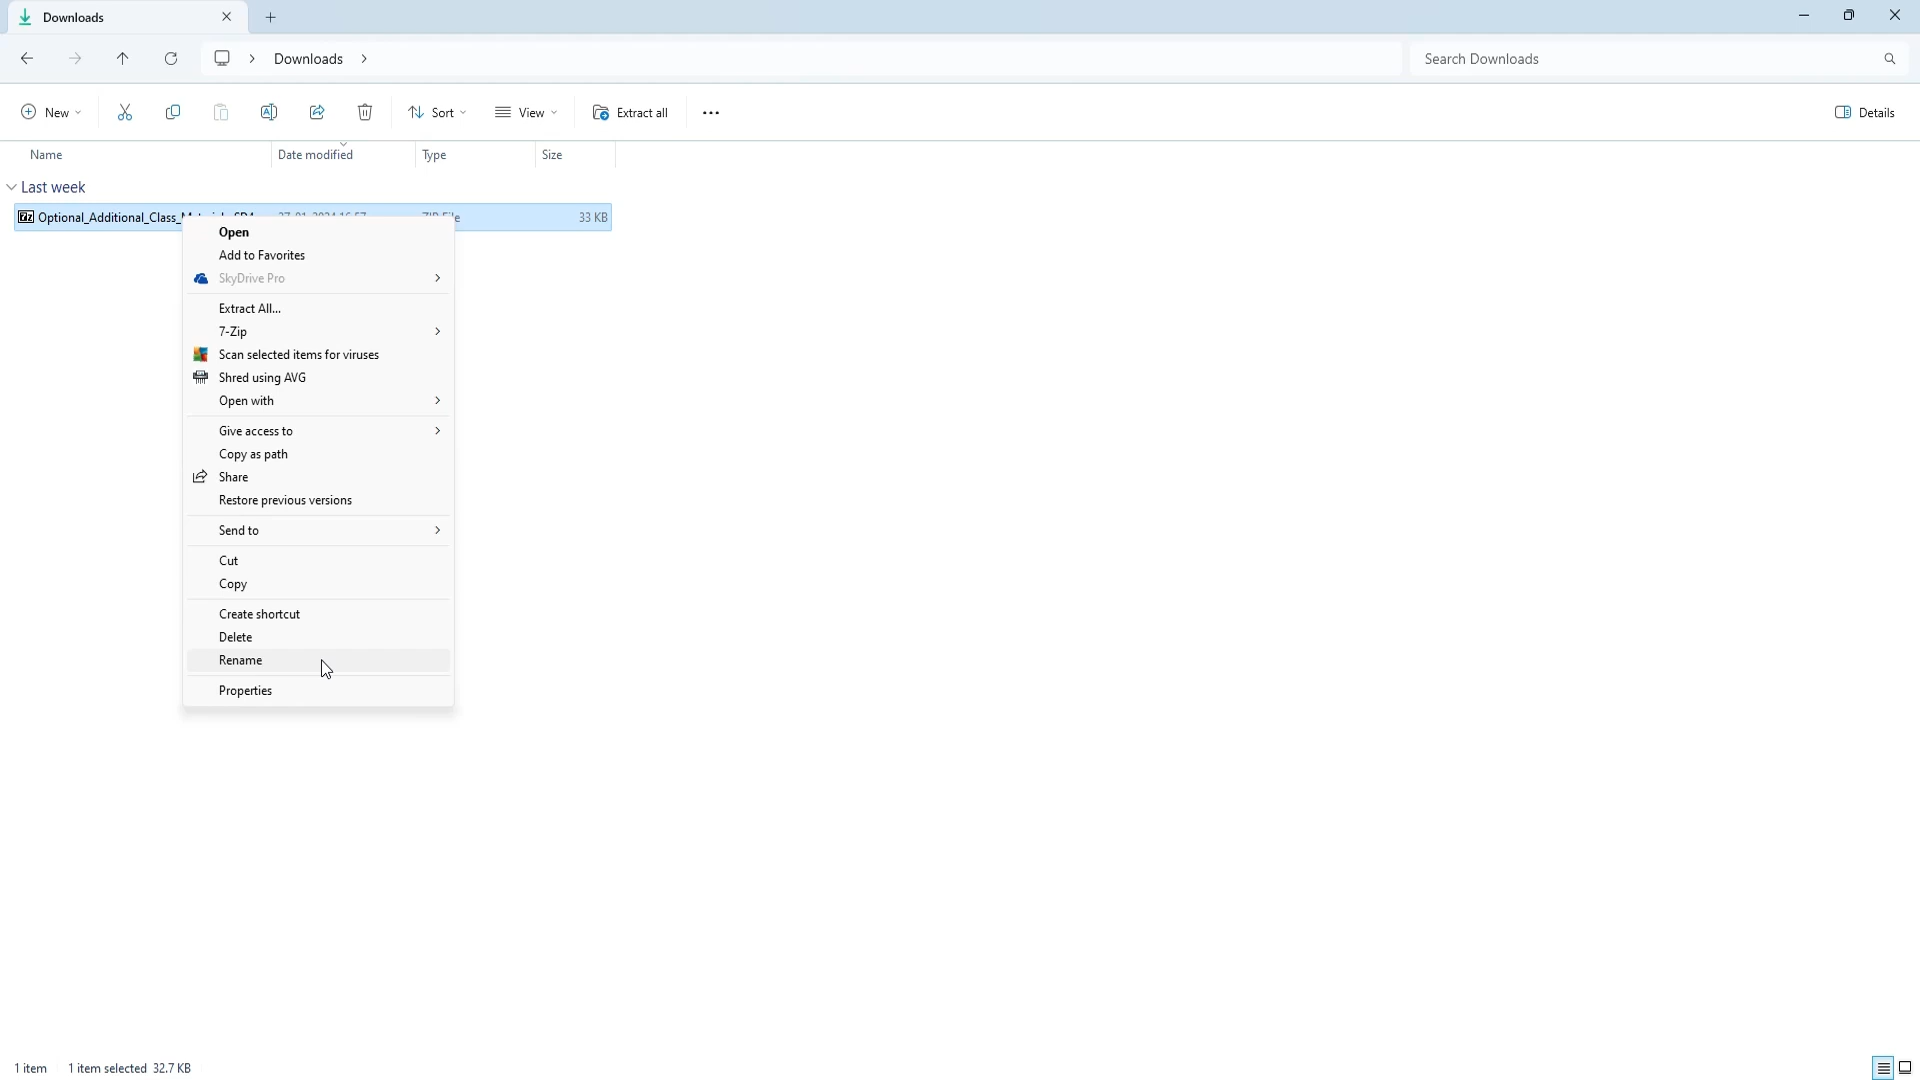 Downloads
Downloads
Search Downloads
New
Sort
View
Extract all
Details
Name
Date modified
Type
Size
Last week
7z Optional_Additional_Class_
33 KB
Open
Add to Favorites
SkyDrive Pro
Extract All...
7-Zip
Scan selected items for viruses
Shred using AVG
Open with
Give access to
Copy as path
Share
Restore previous versions
Send to
Cut
Copy
Create shortcut
Delete
Rename
Properties
1 item 1 item selected 32.7 KB